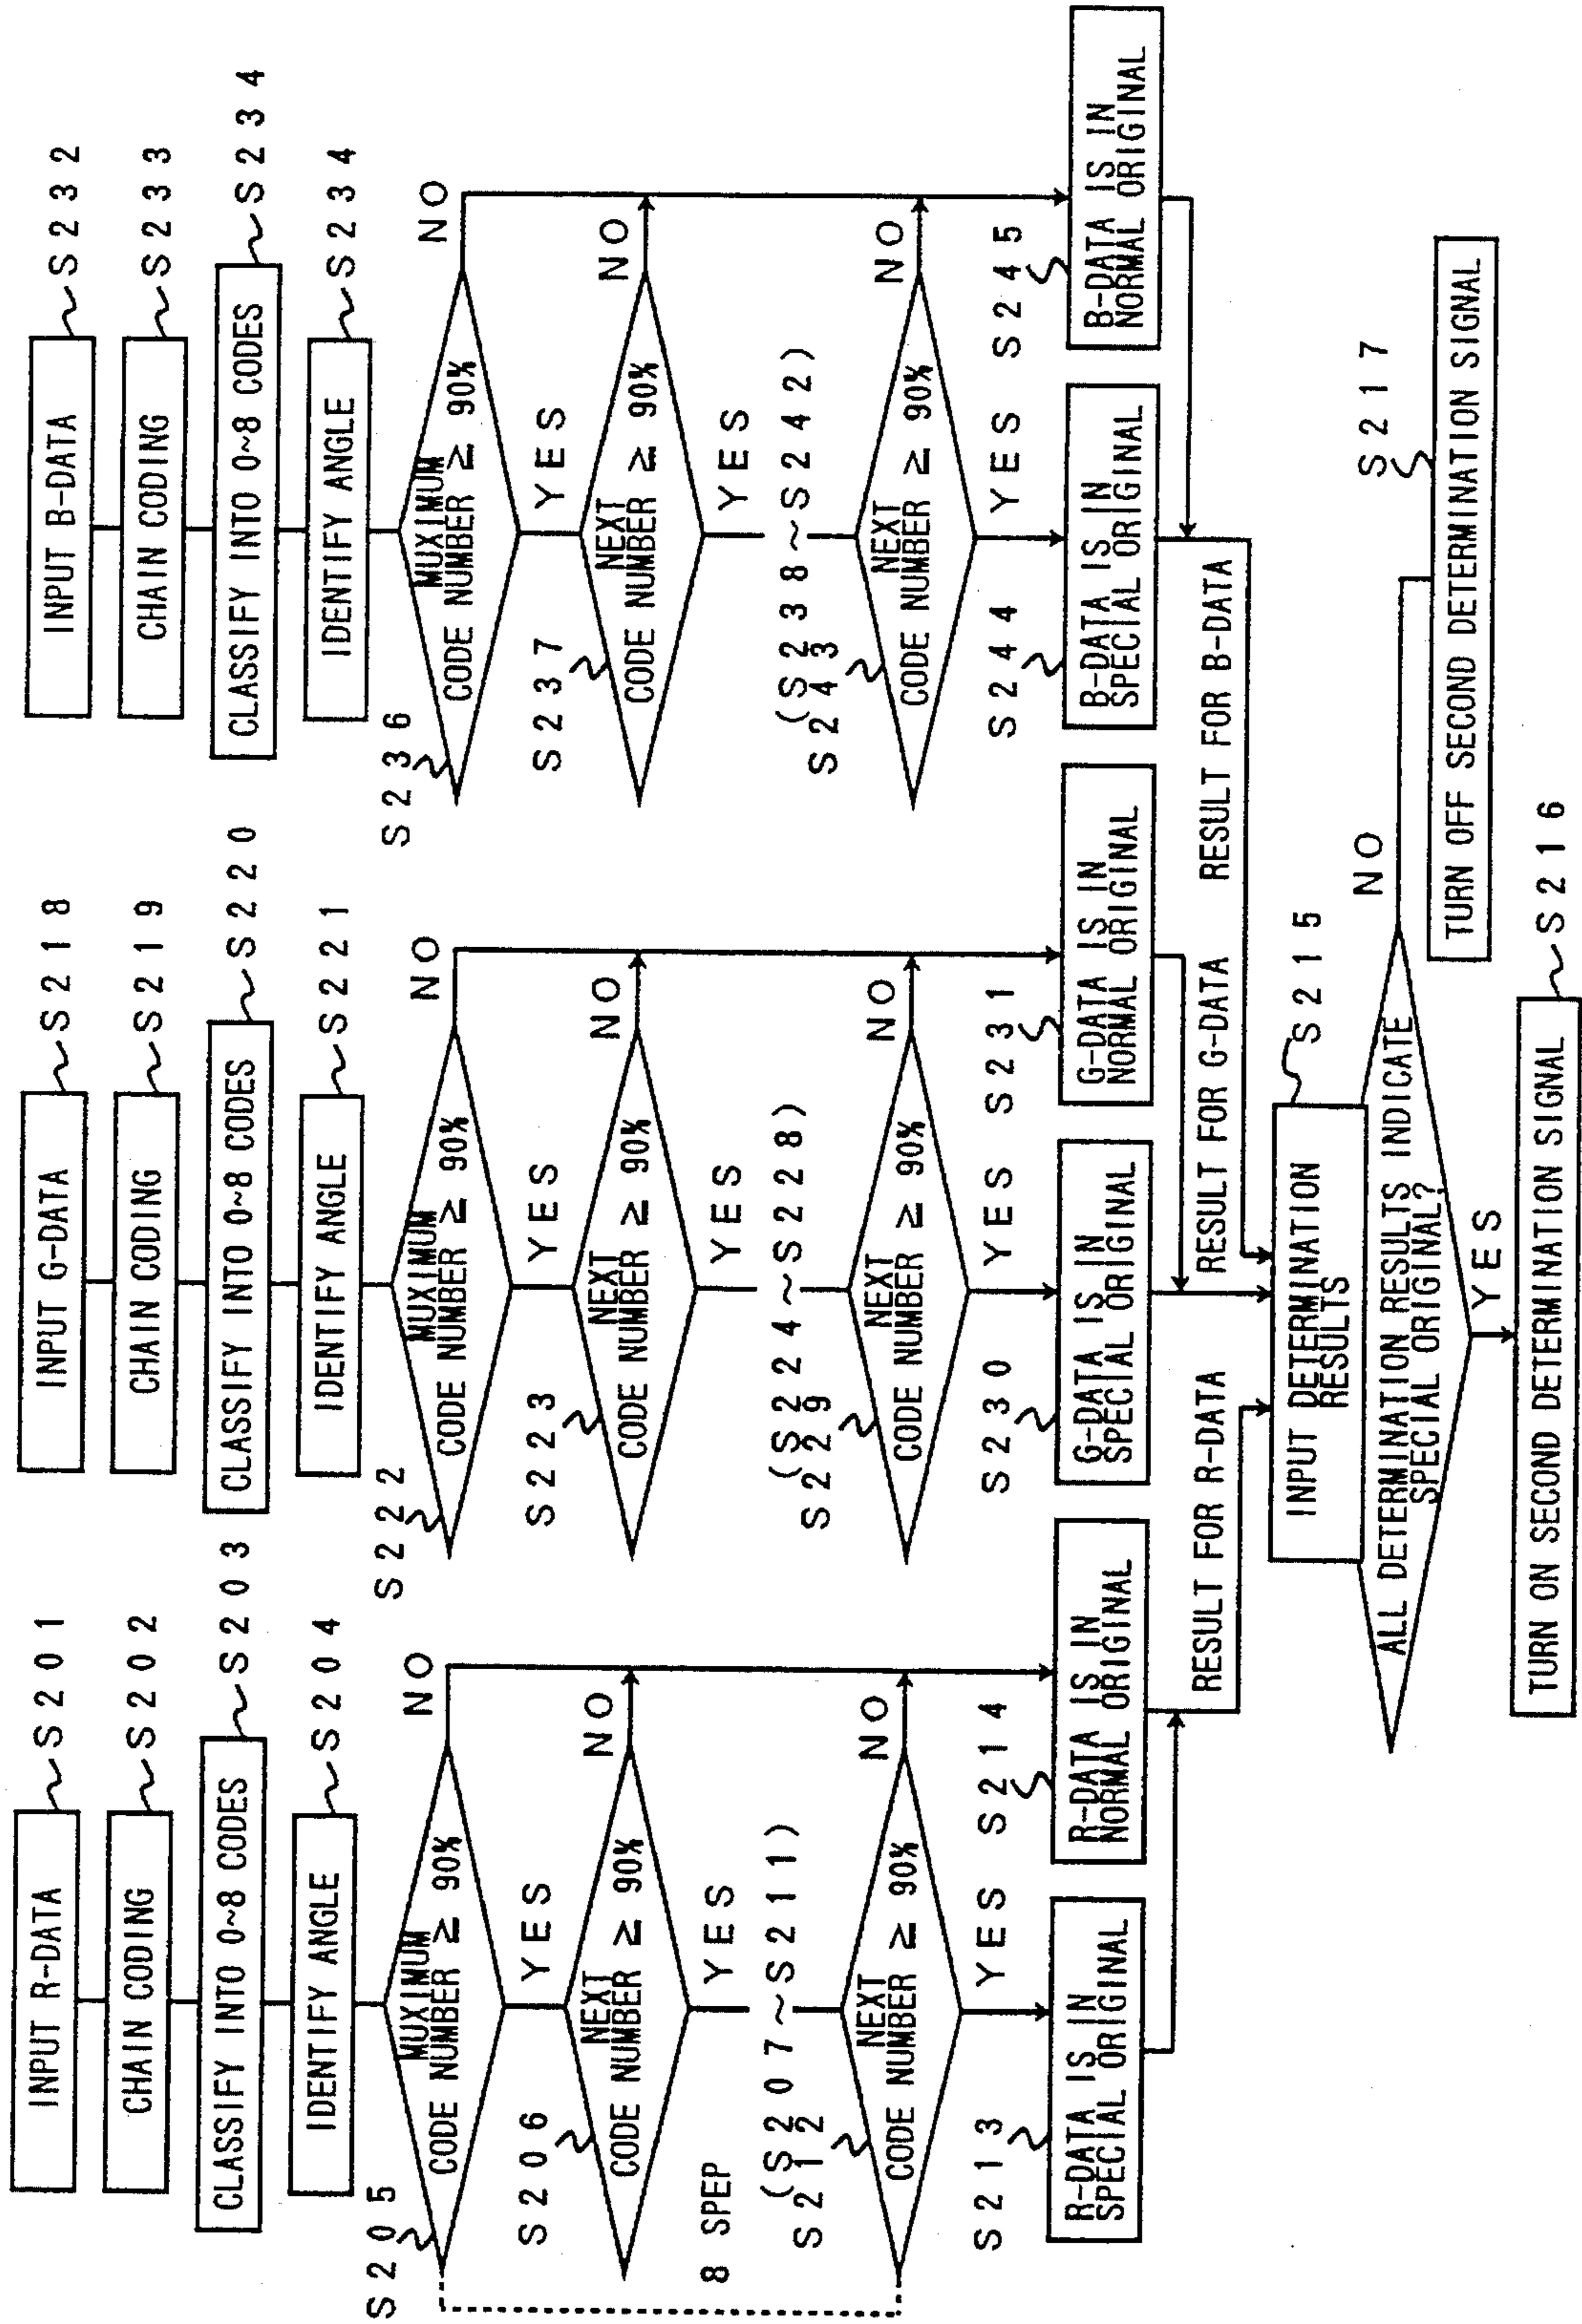 INPUT R-DATA
S201
CHAIN CODING
S202
CLASSIFY INTO 0~8 CODES
S203
IDENTIFY ANGLE
S204
S205
MUXIMUM
CODE NUMBER ≧ 90%
NO
YES
S206
NEXT
CODE NUMBER ≧ 90%
NO
8 SPEP
YES
(S207~S211)
S212
NEXT
CODE NUMBER ≧ 90%
NO
YES
S213
R-DATA IS IN
SPECIAL ORIGINAL
S214
R-DATA IS IN
NORMAL ORIGINAL
RESULT FOR R-DATA
INPUT G-DATA
S218
CHAIN CODING
S219
CLASSIFY INTO 0~8 CODES
S220
IDENTIFY ANGLE
S221
S222
MUXIMUM
CODE NUMBER ≧ 90%
NO
YES
S223
NEXT
CODE NUMBER ≧ 90%
NO
YES
(S224~S228)
S229
NEXT
CODE NUMBER ≧ 90%
NO
YES
S230
G-DATA IS IN
SPECIAL ORIGINAL
S231
G-DATA IS IN
NORMAL ORIGINAL
RESULT FOR G-DATA
INPUT B-DATA
S232
CHAIN CODING
S233
CLASSIFY INTO 0~8 CODES
S234
IDENTIFY ANGLE
S234
S236
MUXIMUM
CODE NUMBER ≧ 90%
NO
YES
S237
NEXT
CODE NUMBER ≧ 90%
NO
YES
(S238~S242)
S243
NEXT
CODE NUMBER ≧ 90%
NO
YES
S244
B-DATA IS IN
SPECIAL ORIGINAL
S245
B-DATA IS IN
NORMAL ORIGINAL
RESULT FOR B-DATA
INPUT DETERMINATION
RESULTS
S215
ALL DETERMINATION RESULTS INDICATE
SPECIAL ORIGINAL?
NO
YES
S217
TURN OFF SECOND DETERMINATION SIGNAL
TURN ON SECOND DETERMINATION SIGNAL
S216